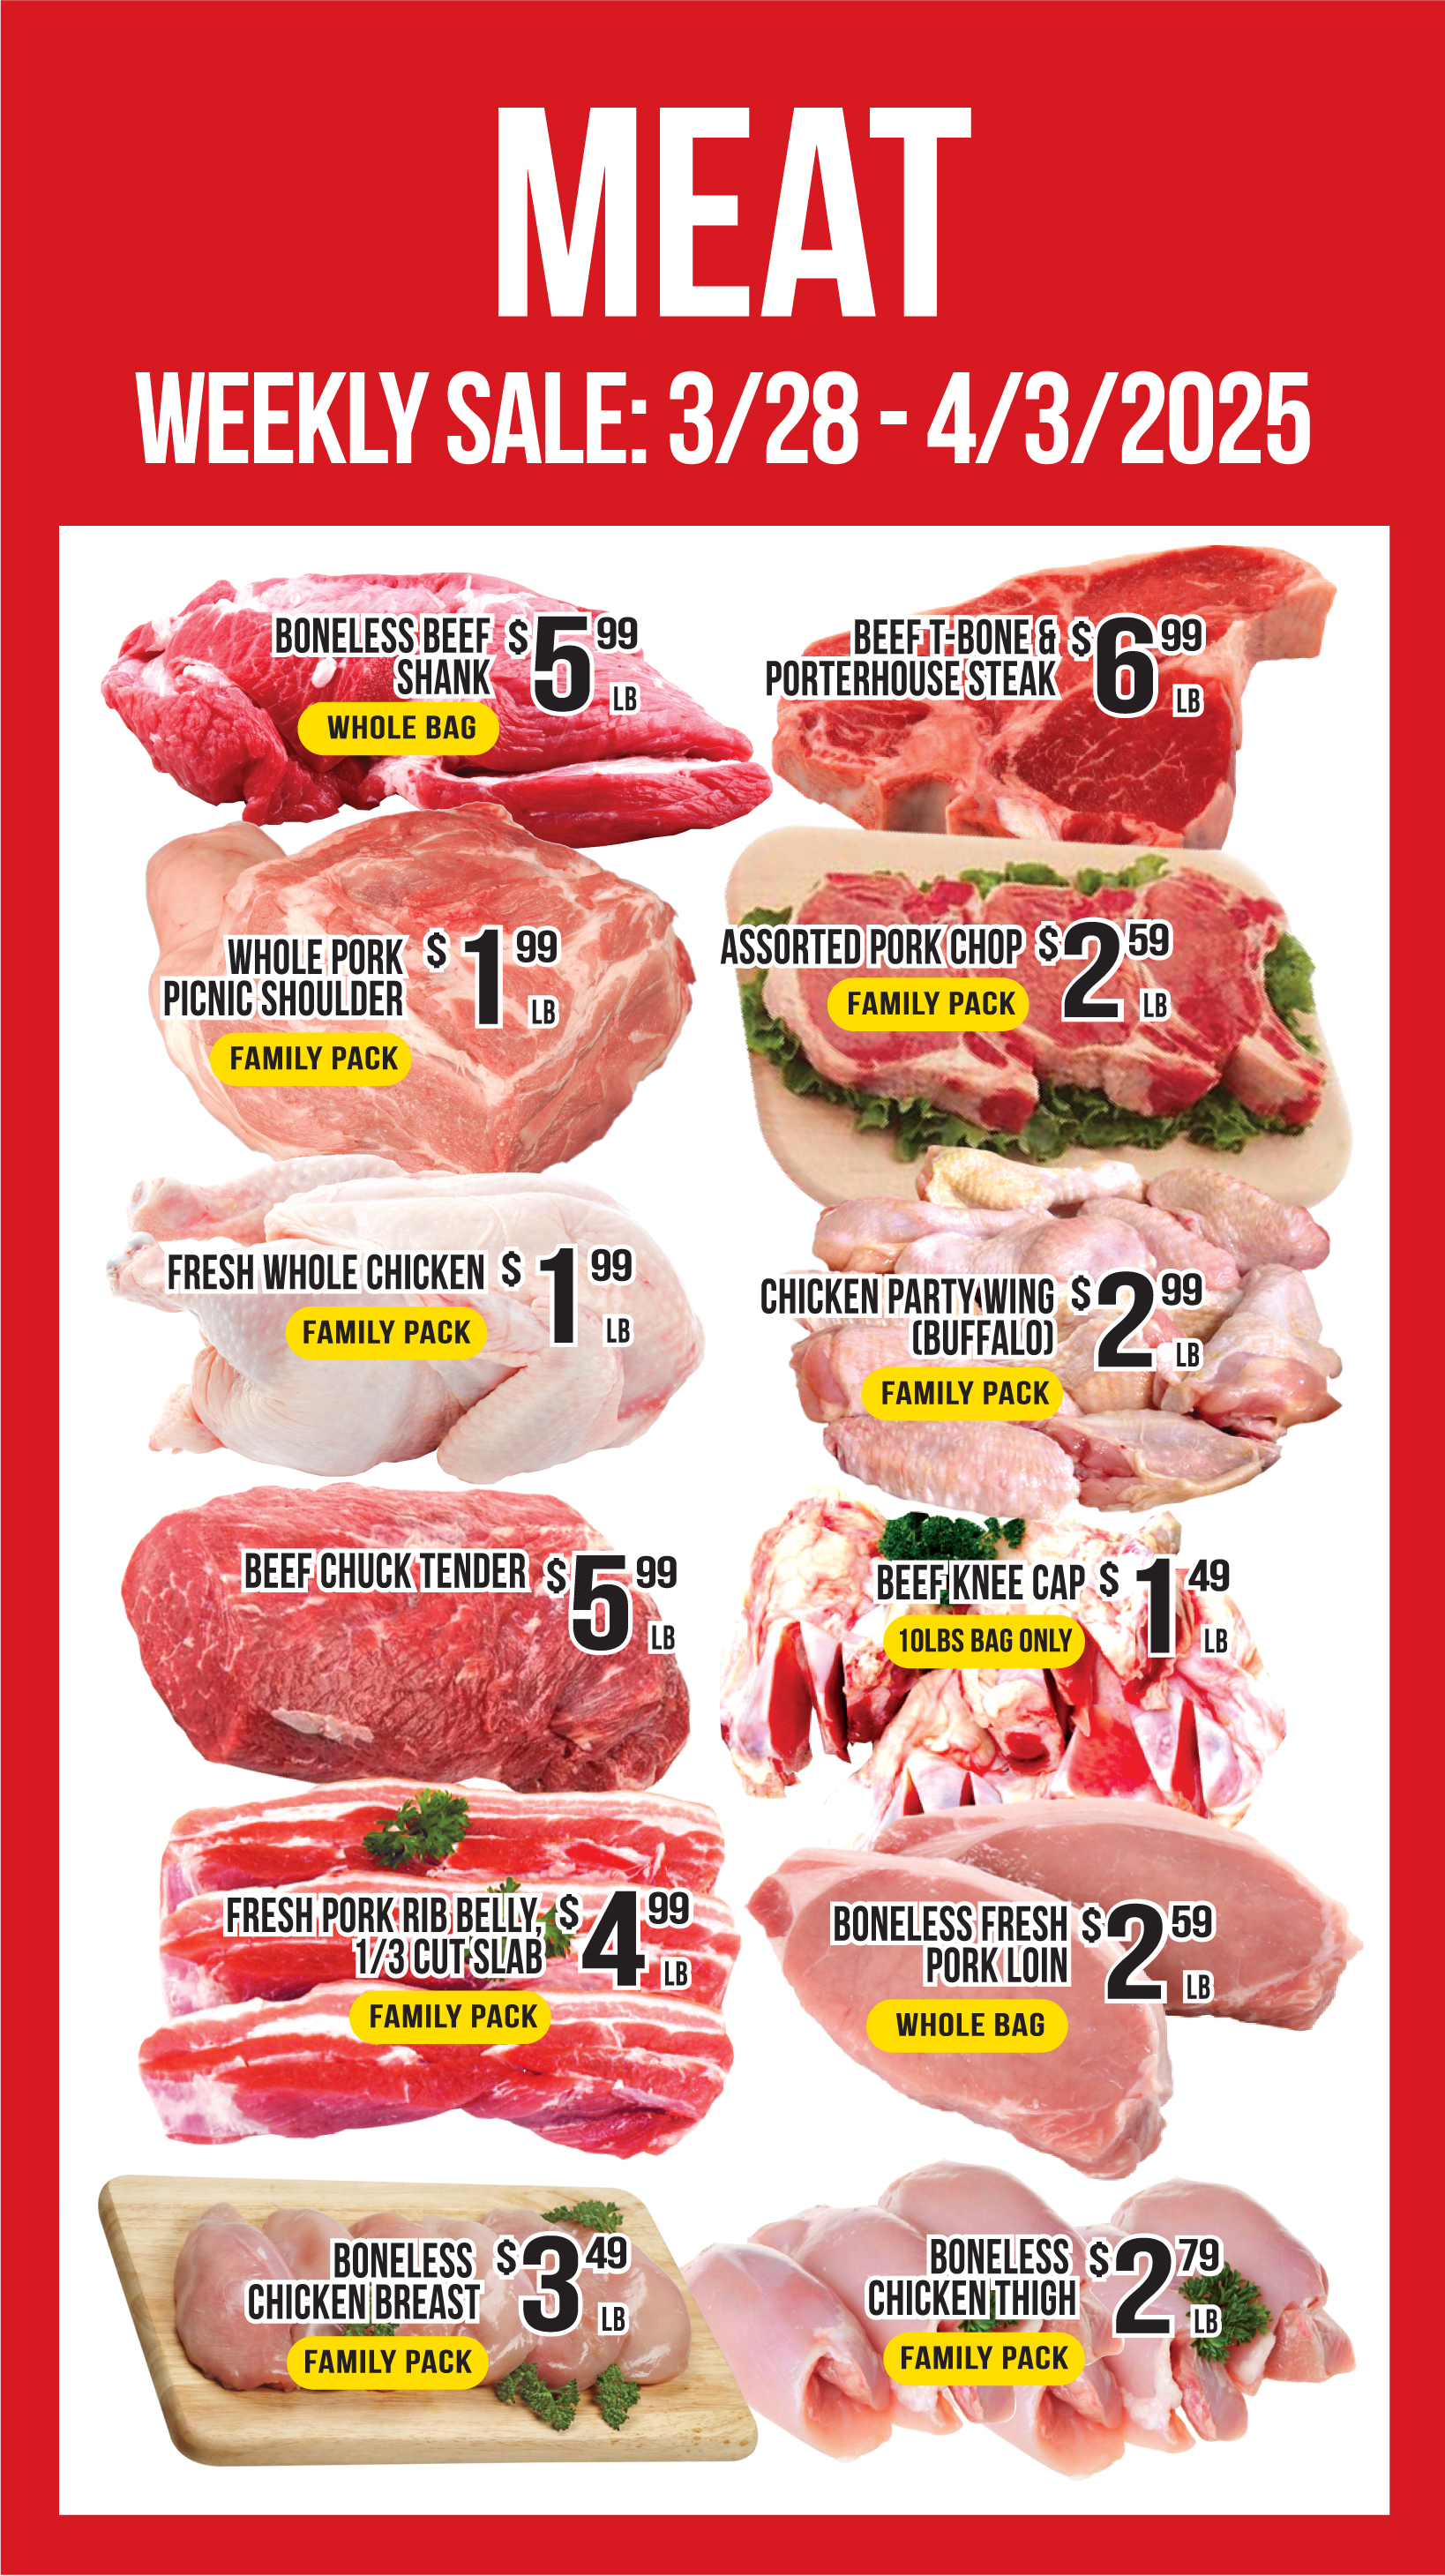 MEAT
WEEKLY SALE: 3/28 - 4/3/2025
BONELESS BEEF
SHANK
$5 99
LB
WHOLE BAG
BEEF T-BONE &
PORTERHOUSE STEAK
$6 99
LB
WHOLE PORK
PICNIC SHOULDER
$1 99
LB
FAMILY PACK
ASSORTED PORK CHOP
$2 59
LB
FAMILY PACK
FRESH WHOLE CHICKEN
$1 99
LB
FAMILY PACK
CHICKEN PARTY WING
(BUFFALO)
$2 99
LB
FAMILY PACK
BEEF CHUCK TENDER
$5 99
LB
BEEF KNEE CAP
$1 49
LB
10LBS BAG ONLY
FRESH PORK RIB BELLY,
1/3 CUT SLAB
$4 99
LB
FAMILY PACK
BONELESS FRESH
PORK LOIN
$2 59
LB
WHOLE BAG
BONELESS
CHICKEN BREAST
$3 49
LB
FAMILY PACK
BONELESS
CHICKEN THIGH
$2 79
LB
FAMILY PACK